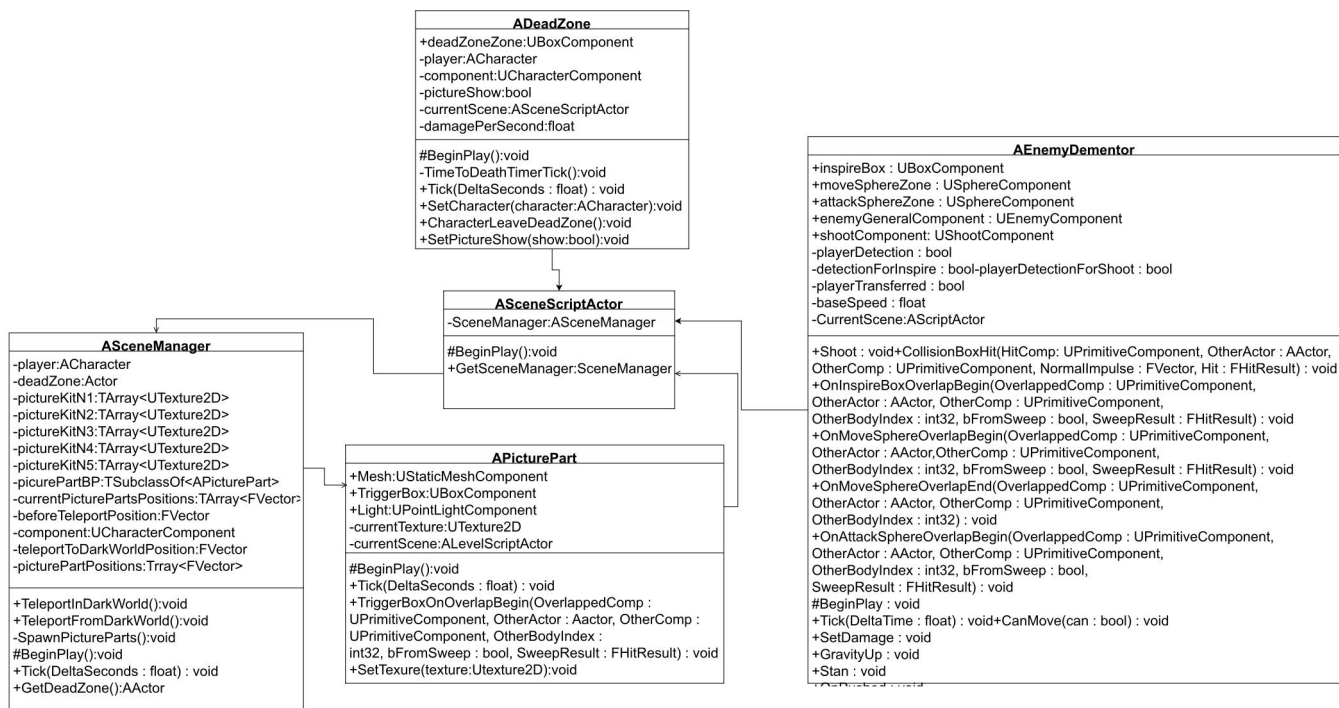 ADeadZone
+deadZoneZone:UBoxComponent
-player:ACharacter
-component:UCharacterComponent
-pictureShow:bool
-currentScene:ASceneScriptActor
-damagePerSecond:float
#BeginPlay():void
-TimeToDeathTimerTick():void
+Tick(DeltaSeconds : float) : void
+SetCharacter(character:ACharacter):void
+CharacterLeaveDeadZone():void
+SetPictureShow(show:bool):void
ASceneScriptActor
-SceneManager:ASceneManager
#BeginPlay():void
+GetSceneManager:SceneManager
ASceneManager
-player:ACharacter
-deadZone:Actor
-pictureKitN1:TArray<UTexture2D>
-pictureKitN2:TArray<UTexture2D>
-pictureKitN3:TArray<UTexture2D>
-pictureKitN4:TArray<UTexture2D>
-pictureKitN5:TArray<UTexture2D>
-picurePartBP:TSubclassOf<APicturePart>
-currentPicturePartsPositions:TArray<FVector>
-beforeTeleportPosition:FVector
-component:UCharacterComponent
-teleportToDarkWorldPosition:FVector
-picturePartPositions:Trray<FVector>
+TeleportInDarkWorld():void
+TeleportFromDarkWorld():void
-SpawnPictureParts():void
#BeginPlay():void
+Tick(DeltaSeconds : float) : void
+GetDeadZone():AActor
APicturePart
+Mesh:UStaticMeshComponent
+TriggerBox:UBoxComponent
+Light:UPointLightComponent
-currentTexture:UTexture2D
-currentScene:ALevelScriptActor
#BeginPlay():void
+Tick(DeltaSeconds : float) : void
+TriggerBoxOnOverlapBegin(OverlappedComp :
UPrimitiveComponent, OtherActor : Aactor, OtherComp :
UPrimitiveComponent, OtherBodyIndex :
int32, bFromSweep : bool, SweepResult : FHitResult) : void
+SetTexure(texture:Utexture2D):void
AEnemyDementor
+inspireBox : UBoxComponent
+moveSphereZone : USphereComponent
+attackSphereZone : USphereComponent
+enemyGeneralComponent : UEnemyComponent
+shootComponent: UShootComponent
-playerDetection : bool
-detectionForInspire : bool-playerDetectionForShoot : bool
-playerTransferred : bool
-baseSpeed : float
-CurrentScene:AScriptActor
+Shoot : void+CollisionBoxHit(HitComp: UPrimitiveComponent, OtherActor : AActor,
OtherComp : UPrimitiveComponent, NormalImpulse : FVector, Hit : FHitResult) : void
+OnInspireBoxOverlapBegin(OverlappedComp : UPrimitiveComponent,
OtherActor : AActor, OtherComp : UPrimitiveComponent,
OtherBodyIndex : int32, bFromSweep : bool, SweepResult : FHitResult) : void
+OnMoveSphereOverlapBegin(OverlappedComp : UPrimitiveComponent,
OtherActor : AActor,OtherComp : UPrimitiveComponent,
OtherBodyIndex : int32, bFromSweep : bool, SweepResult : FHitResult) : void
+OnMoveSphereOverlapEnd(OverlappedComp : UPrimitiveComponent,
OtherActor : AActor, OtherComp : UPrimitiveComponent,
OtherBodyIndex : int32) : void
+OnAttackSphereOverlapBegin(OverlappedComp : UPrimitiveComponent,
OtherActor : AActor, OtherComp : UPrimitiveComponent,
OtherBodyIndex : int32, bFromSweep : bool,
SweepResult : FHitResult) : void
#BeginPlay : void
+Tick(DeltaTime : float) : void+CanMove(can : bool) : void
+SetDamage : void
+GravityUp : void
+Stan : void